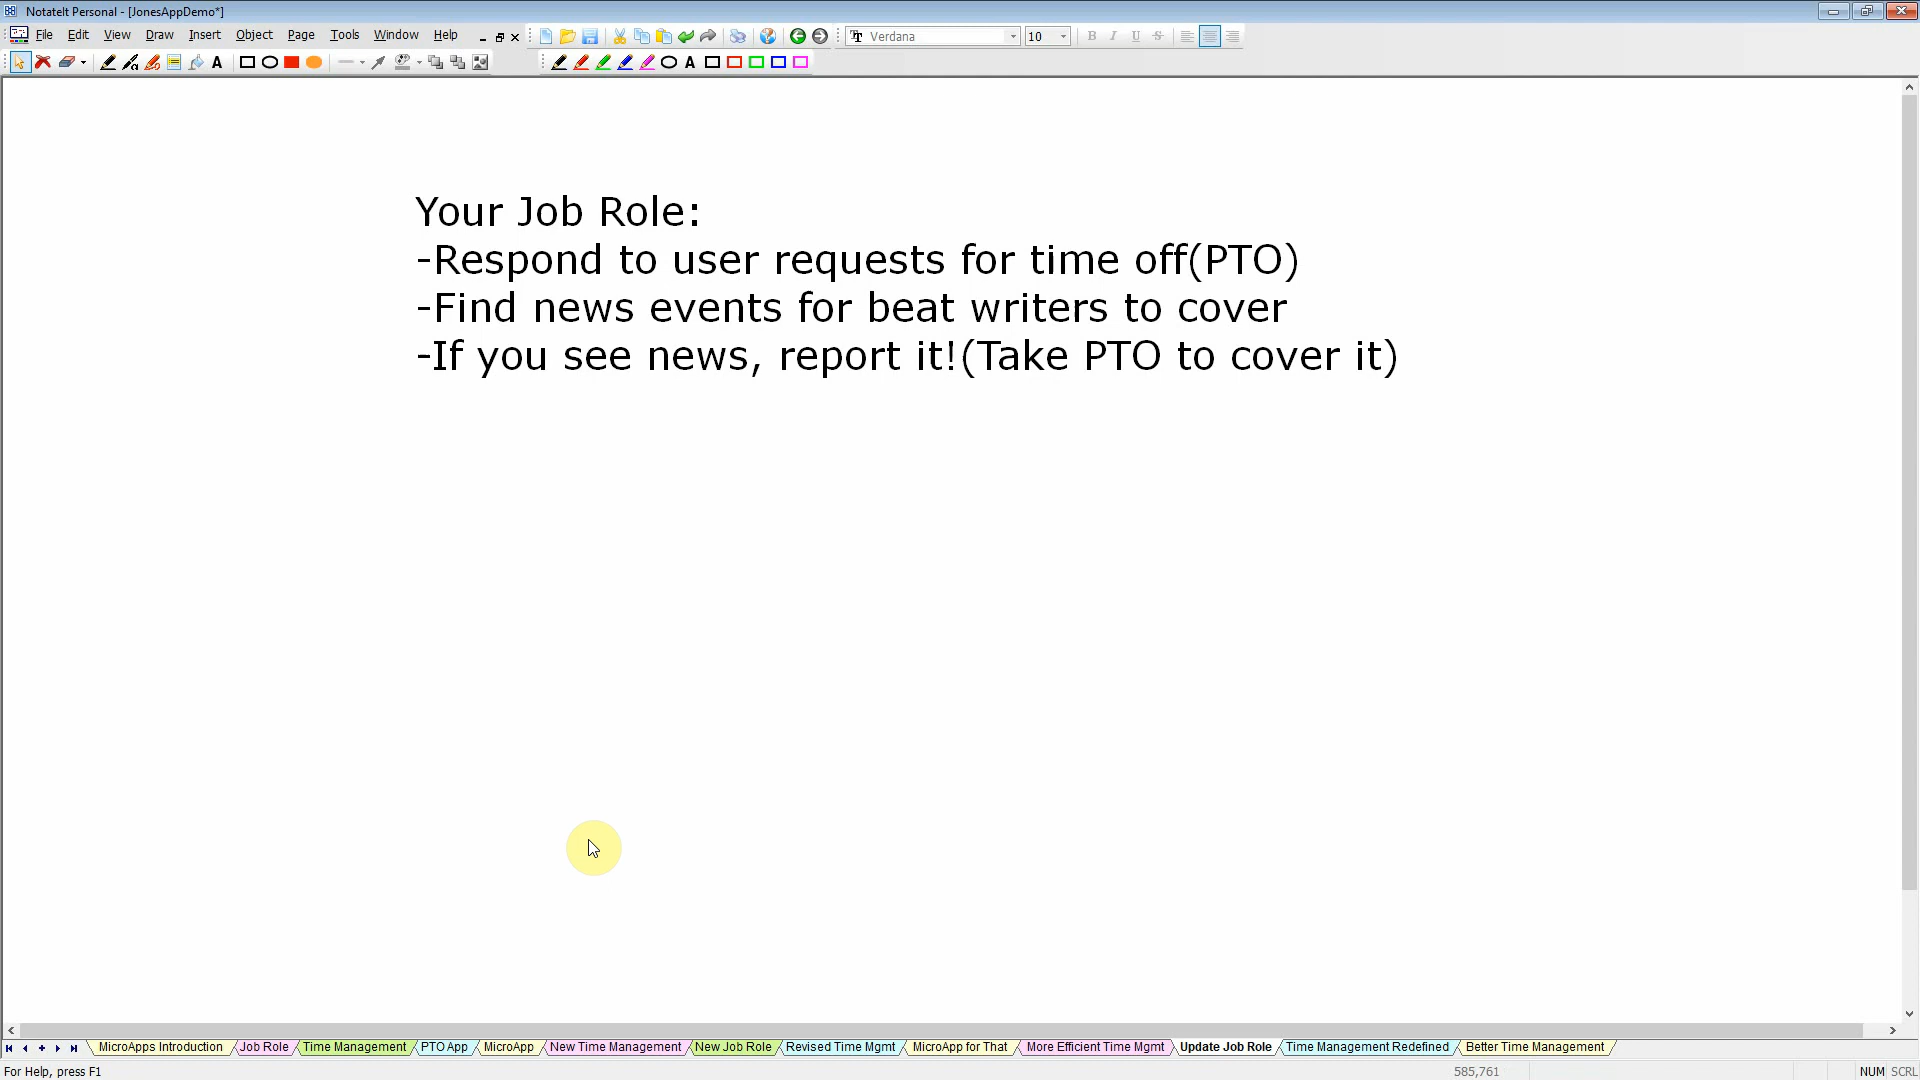 NotateIt Personal - [JonesAppDemo*]
File Edit View Draw Insert Object Page Tools Window Help
Verdana 10 B I U S
A A
Your Job Role:
-Respond to user requests for time off(PTO)
-Find news events for beat writers to cover
-If you see news, report it!(Take PTO to cover it)
MicroApps Introduction Job Role Time Management PTO App MicroApp New Time Management New Job Role Revised Time Mgmt MicroApp for That More Efficient Time Mgmt Update Job Role Time Management Redefined Better Time Management
For Help, press F1 585,761 NUM SCRL